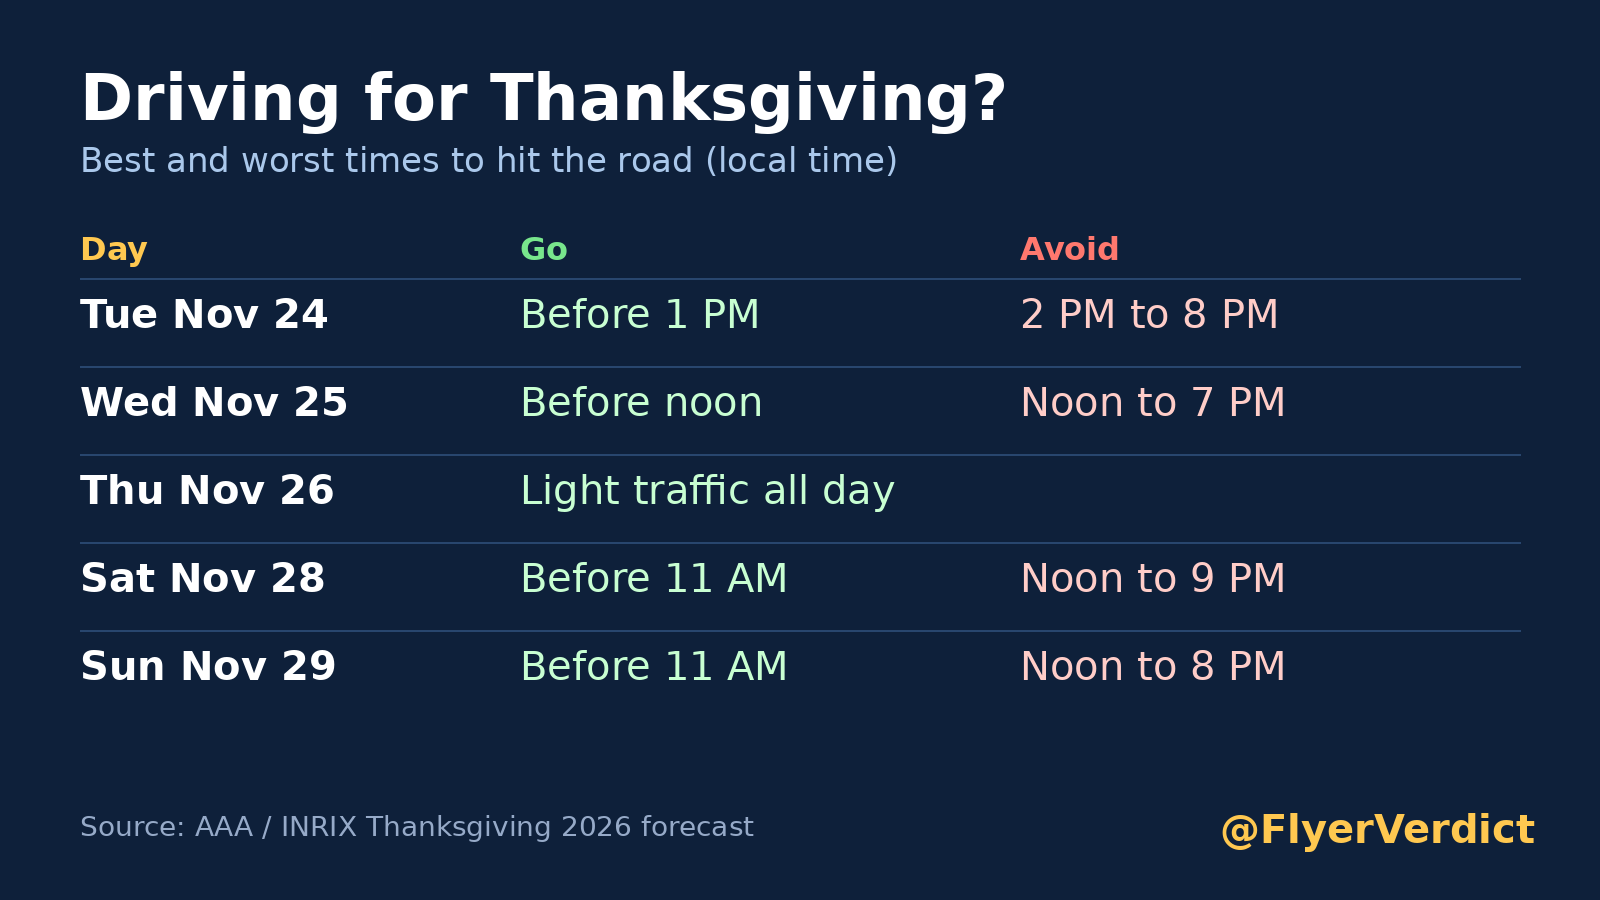 Driving for Thanksgiving?
Best and worst times to hit the road (local time)
Day Go Avoid
Tue Nov 24 Before 1 PM 2 PM to 8 PM
Wed Nov 25 Before noon Noon to 7 PM
Thu Nov 26 Light traffic all day
Sat Nov 28 Before 11 AM Noon to 9 PM
Sun Nov 29 Before 11 AM Noon to 8 PM
Source: AAA / INRIX Thanksgiving 2026 forecast
@FlyerVerdict